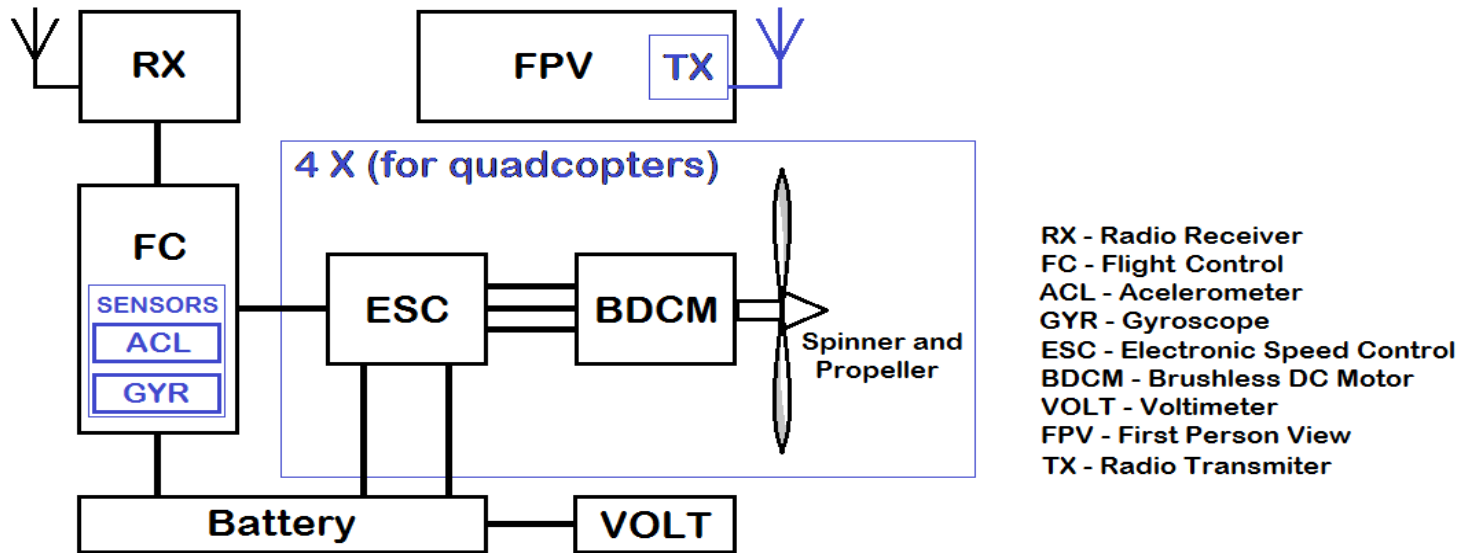 RX
FPV
TX
4 X (for quadcopters)
FC
SENSORS
ACL
GYR
ESC
BDCM
Spinner and
Propeller
Battery
VOLT
RX - Radio Receiver
FC - Flight Control
ACL - Acelerometer
GYR - Gyroscope
ESC - Electronic Speed Control
BDCM - Brushless DC Motor
VOLT - Voltimeter
FPV - First Person View
TX - Radio Transmiter